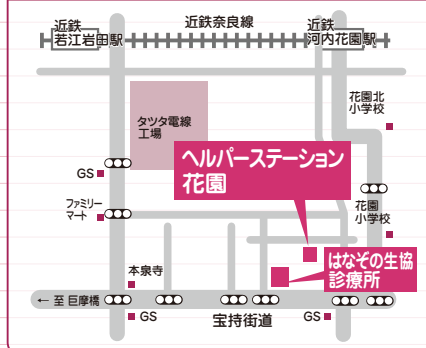 近鉄奈良線
近鉄
若江岩田駅
近鉄
河内花園駅
タツタ電線
工場
花園北
小学校
ヘルパーステーション
花園
GS
ファミリー
マート
花園
小学校
はなぞの生協
診療所
本泉寺
← 至 巨摩橋
GS
宝持街道
GS